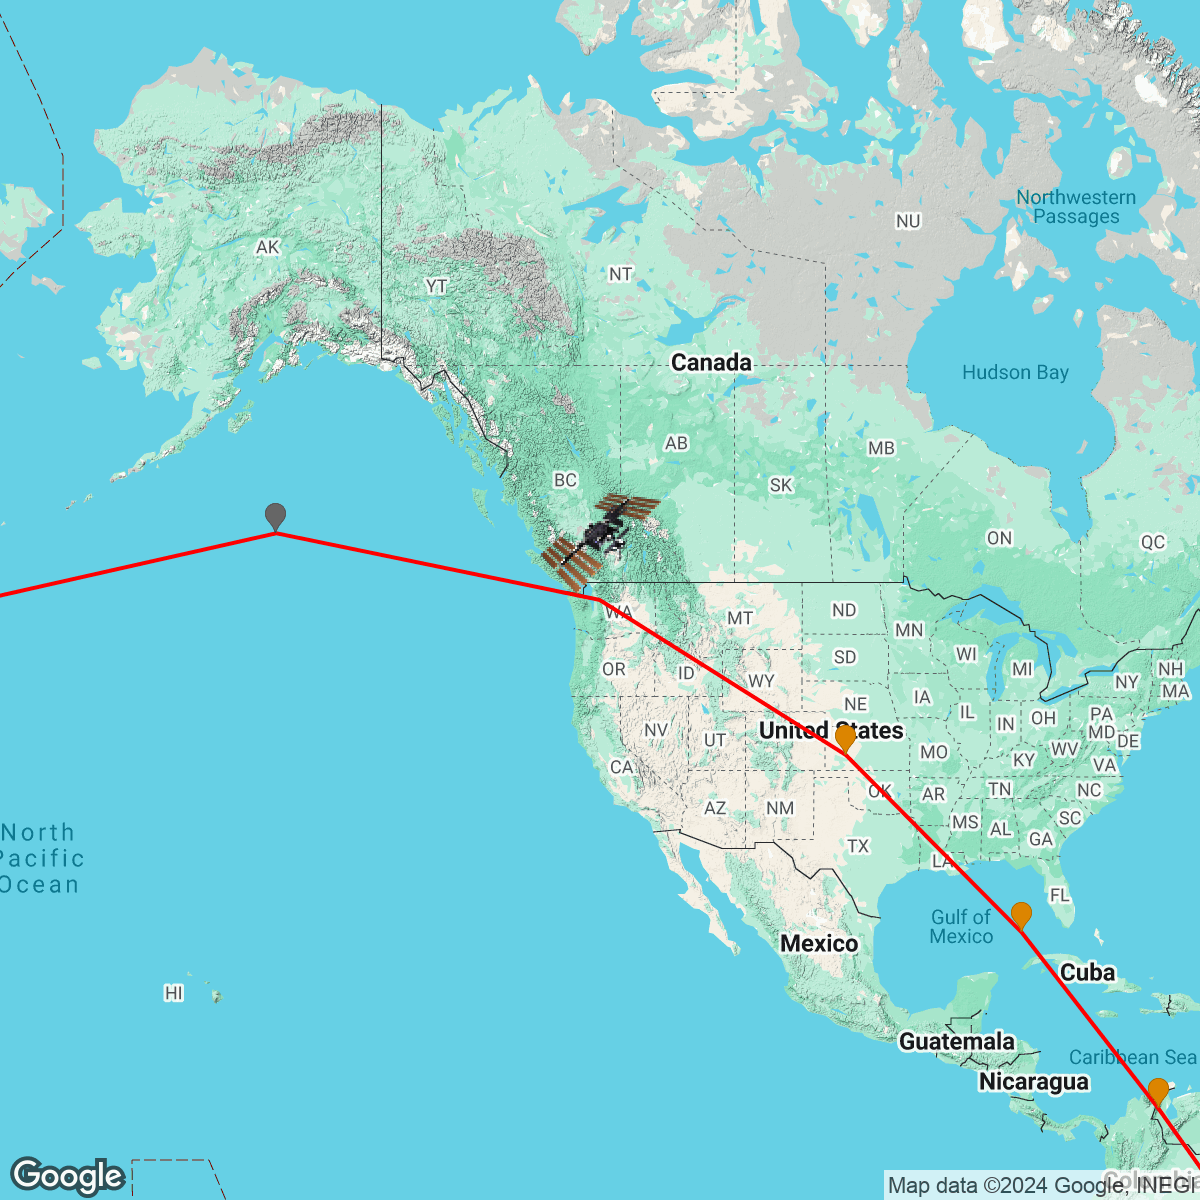 Northwestern
Passages
NU
AK
NT
YT
Canada
Hudson Bay
AB
MB
BC
SK
ON
QC
WA
MT
ND
MN
SD
WI
MI
NH
OR
ID
WY
NY
MA
NE
IA
IL
IN
OH
PA
NV
UT
United States
MD
DE
MO
KY
WV
VA
CA
AZ
NM
OK
AR
TN
NC
MS
AL
SC
GA
TX
LA
FL
North
Pacific
Ocean
Gulf of
Mexico
Mexico
Cuba
HI
Guatemala
Caribbean Sea
Nicaragua
Colombia
Google
Map data ©2024 Google, INEGI